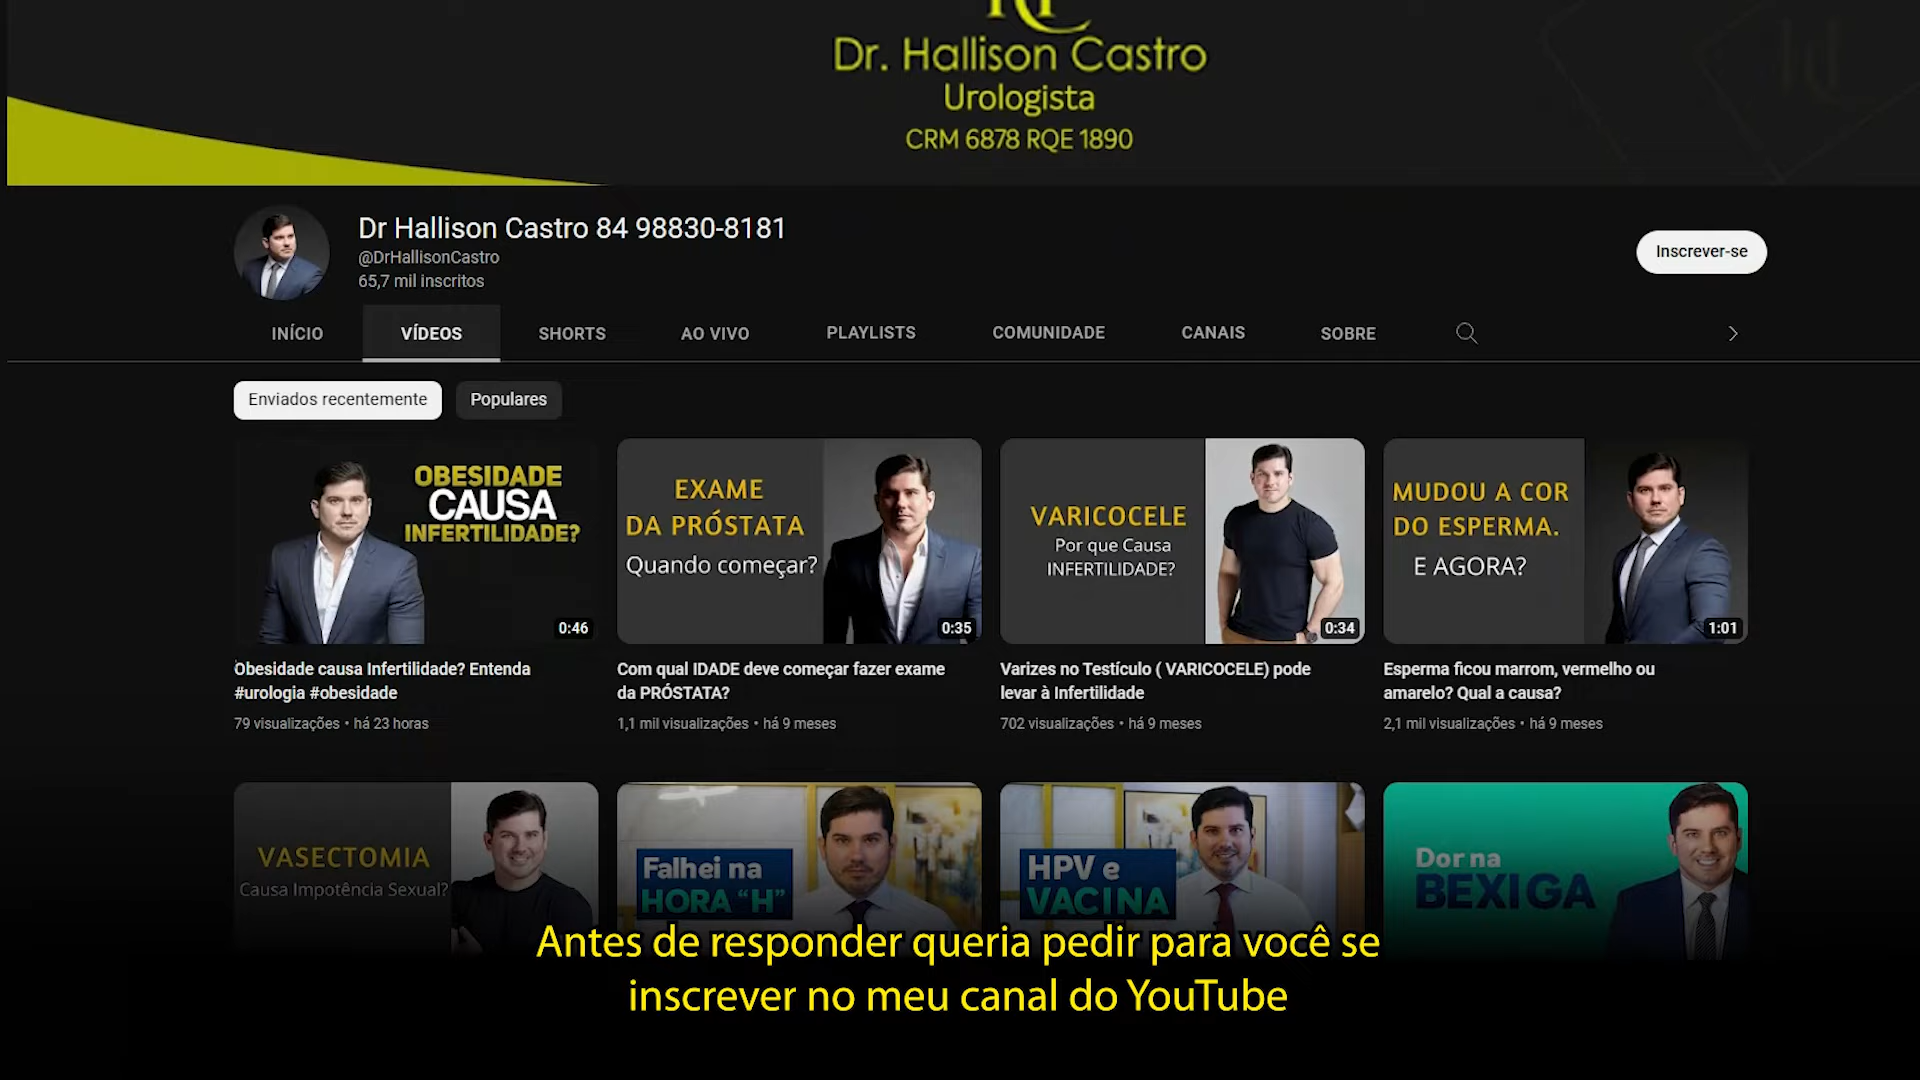 Dr. Hallison Castro
Urologista
CRM 6878 RQE 1890
Dr Hallison Castro 84 98830-8181
@DrHallisonCastro
65,7 mil inscritos
Inscrever-se
INÍCIO VÍDEOS SHORTS AO VIVO PLAYLISTS COMUNIDADE CANAIS SOBRE
Enviados recentemente Populares
OBESIDADE
CAUSA
INFERTILIDADE?
0:46
EXAME
DA PRÓSTATA
Quando começar?
0:35
VARICOCELE
Por que Causa
INFERTILIDADE?
0:34
MUDOU A COR
DO ESPERMA.
E AGORA?
1:01
Obesidade causa Infertilidade? Entenda
#urologia #obesidade
79 visualizações • há 23 horas
Com qual IDADE deve começar fazer exame
da PRÓSTATA?
1,1 mil visualizações • há 9 meses
Varizes no Testículo ( VARICOCELE) pode
levar à Infertilidade
702 visualizações • há 9 meses
Esperma ficou marrom, vermelho ou
amarelo? Qual a causa?
2,1 mil visualizações • há 9 meses
VASECTOMIA
Causa Impotência Sexual?
Falhei na
HORA “H”
HPV e
VACINA
Dor na
BEXIGA
Antes de responder queria pedir para você se
inscrever no meu canal do YouTube